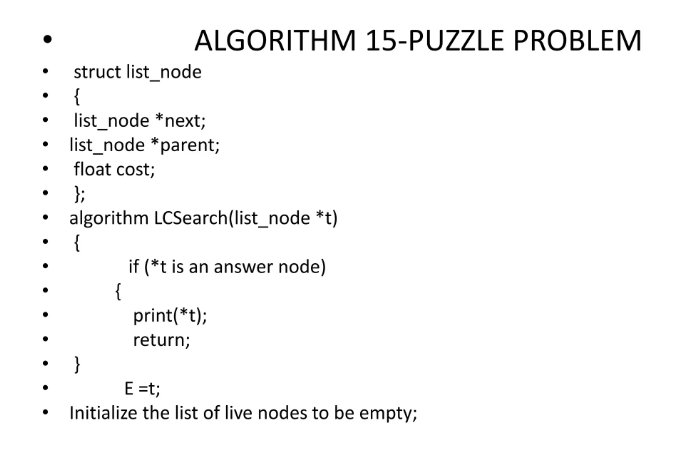 • ALGORITHM 15-PUZZLE PROBLEM
• struct list_node
• {
• list_node *next;
• list_node *parent;
• float cost;
• };
• algorithm LCSearch(list_node *t)
• {
• if (*t is an answer node)
• {
• print(*t);
• return;
• }
• E =t;
• Initialize the list of live nodes to be empty;